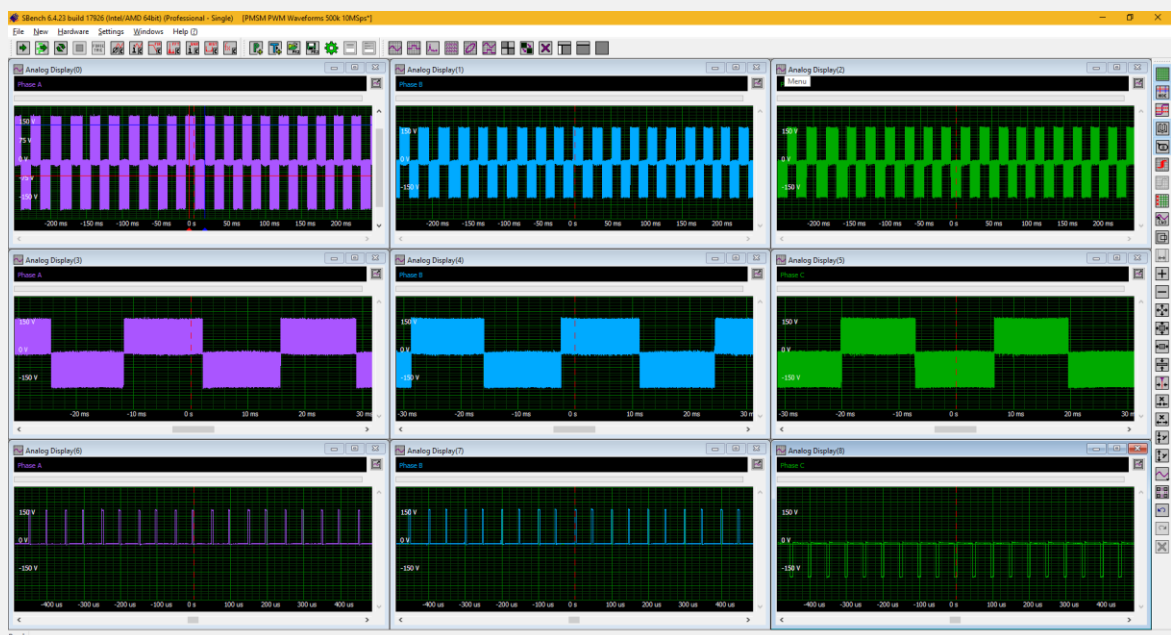 SBench 6.4.23 build 17926 (Intel/AMD 64bit) (Professional - Single) [PMSM PWM Waveforms 500k 10MSps*]
File New Hardware Settings Windows Help (?)
Analog Display(0) Analog Display(1) Analog Display(2)
Phase A Phase B Menu
150 V
75 V
0 V
-75 V
-150 V
-200 ms -150 ms -100 ms -50 ms 0 s 50 ms 100 ms 150 ms 200 ms
150 V
0 V
-150 V
-200 ms -150 ms -100 ms -50 ms 0 s 50 ms 100 ms 150 ms 200 ms
150 V
0 V
-150 V
-200 ms -150 ms -100 ms -50 ms 0 s 50 ms 100 ms 150 ms 200 ms
Analog Display(3) Analog Display(4) Analog Display(5)
Phase A Phase B Phase C
150 V
0 V
-150 V
-20 ms -10 ms 0 s 10 ms 20 ms 30 m
150 V
0 V
-150 V
-30 ms -20 ms -10 ms 0 s 10 ms 20 ms 30 m
150 V
0 V
-150 V
-30 ms -20 ms -10 ms 0 s 10 ms 20 ms 30 m
Analog Display(6) Analog Display(7) Analog Display(8)
Phase A Phase B Phase C
150 V
0 V
-150 V
-400 us -300 us -200 us -100 us 0 s 100 us 200 us 300 us 400 us
150 V
0 V
-150 V
-400 us -300 us -200 us -100 us 0 s 100 us 200 us 300 us 400 us
150 V
0 V
-150 V
-400 us -300 us -200 us -100 us 0 s 100 us 200 us 300 us 400 us